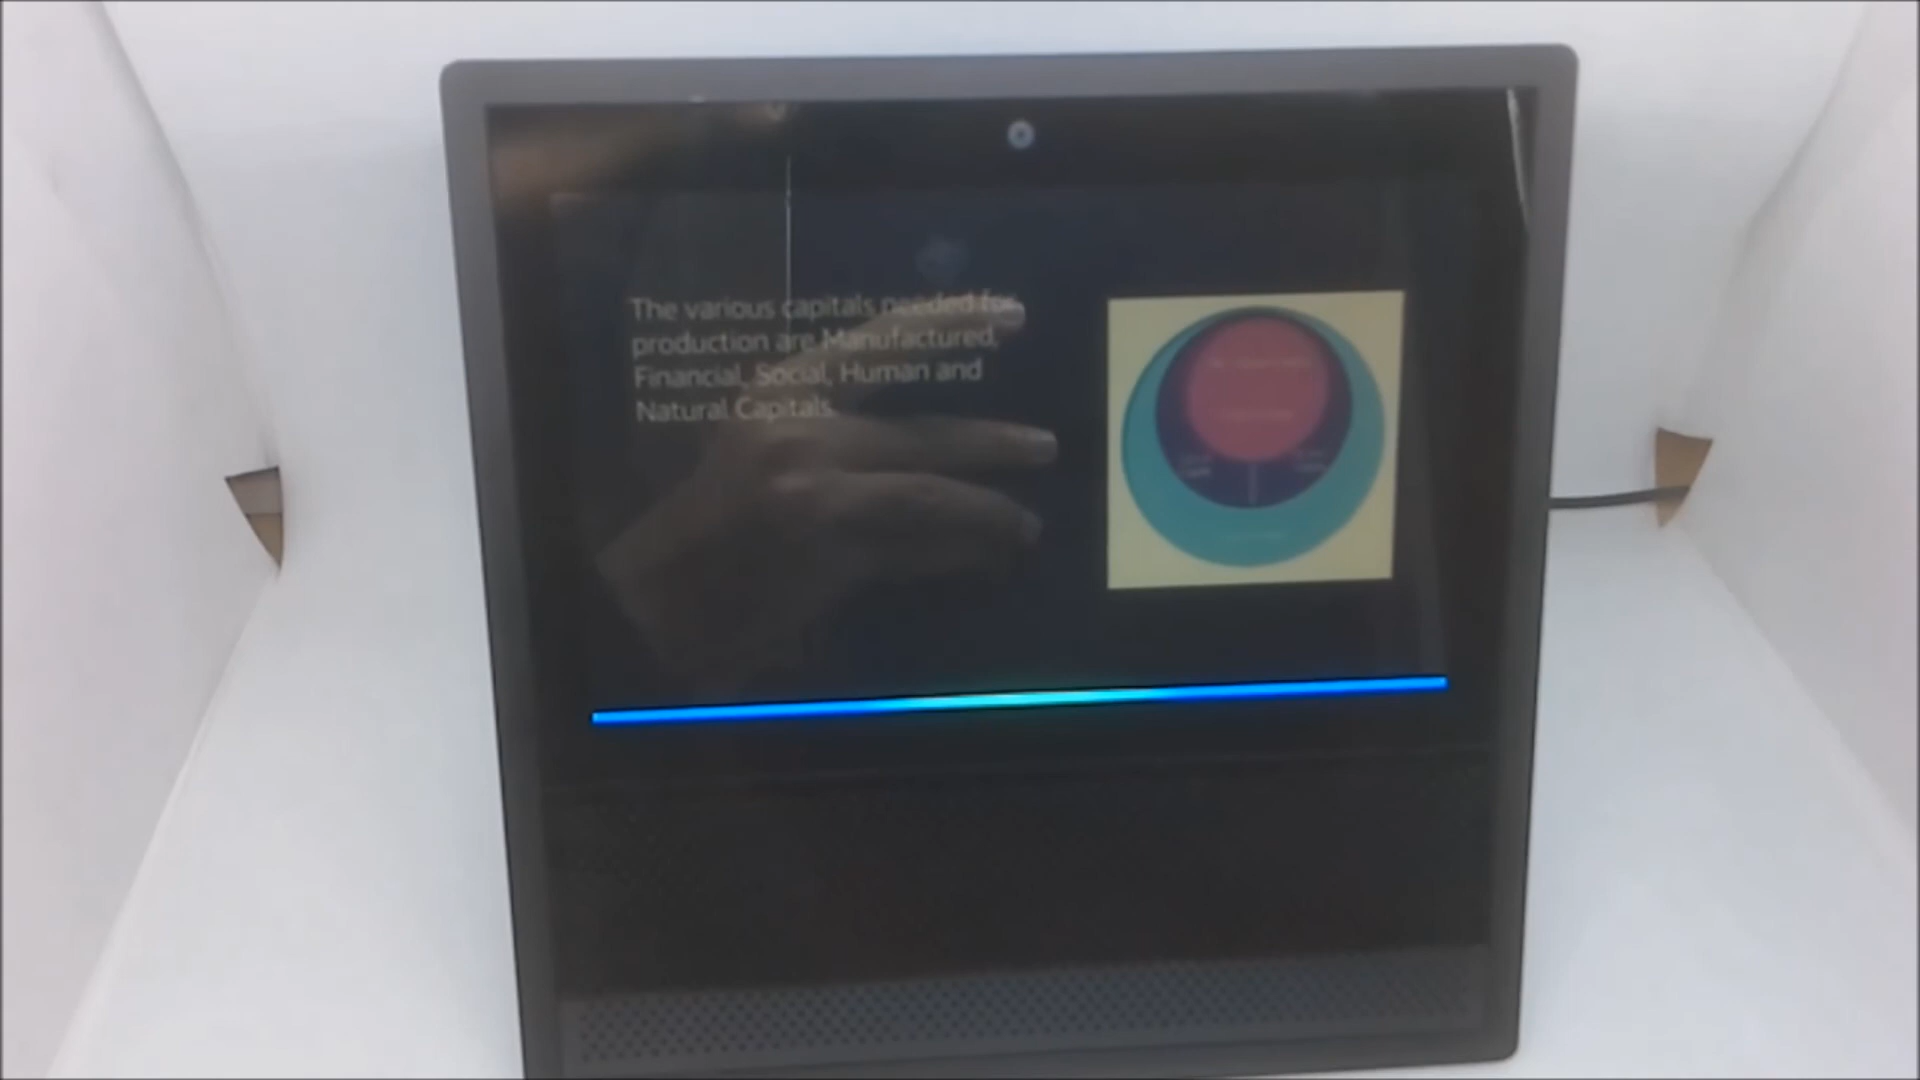 The various capitals needed for
production are Manufactured,
Financial, Social, Human and
Natural Capitals.